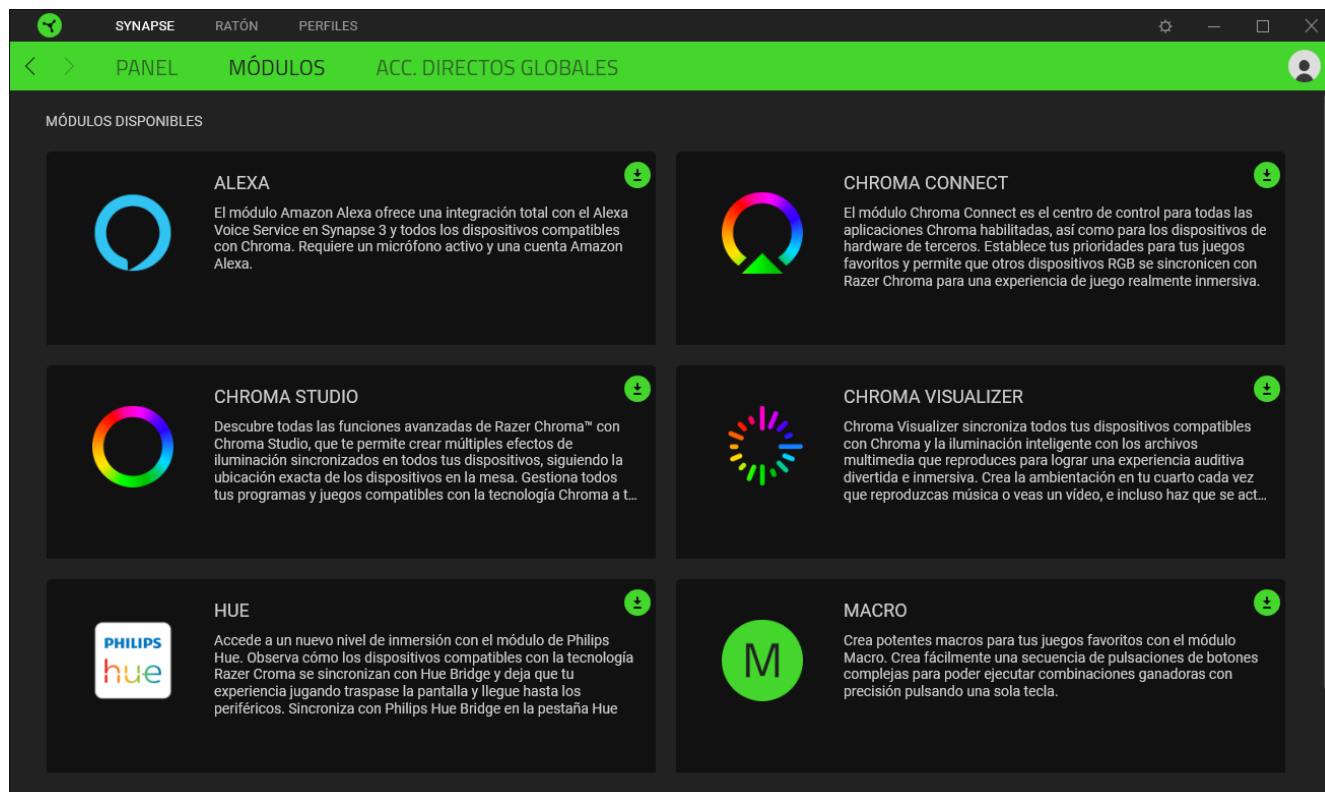 SYNAPSE RATÓN PERFILES
PANEL MÓDULOS ACC. DIRECTOS GLOBALES
MÓDULOS DISPONIBLES
ALEXA
El módulo Amazon Alexa ofrece una integración total con el Alexa
Voice Service en Synapse 3 y todos los dispositivos compatibles
con Chroma. Requiere un micrófono activo y una cuenta Amazon
Alexa.
CHROMA CONNECT
El módulo Chroma Connect es el centro de control para todas las
aplicaciones Chroma habilitadas, así como para los dispositivos de
hardware de terceros. Establece tus prioridades para tus juegos
favoritos y permite que otros dispositivos RGB se sincronicen con
Razer Chroma para una experiencia de juego realmente inmersiva.
CHROMA STUDIO
Descubre todas las funciones avanzadas de Razer Chroma™ con
Chroma Studio, que te permite crear múltiples efectos de
iluminación sincronizados en todos tus dispositivos, siguiendo la
ubicación exacta de los dispositivos en la mesa. Gestiona todos
tus programas y juegos compatibles con la tecnología Chroma a t...
CHROMA VISUALIZER
Chroma Visualizer sincroniza todos tus dispositivos compatibles
con Chroma y la iluminación inteligente con los archivos
multimedia que reproduces para lograr una experiencia auditiva
divertida e inmersiva. Crea la ambientación en tu cuarto cada vez
que reproduzcas música o veas un vídeo, e incluso haz que se act...
PHILIPS
hue
HUE
Accede a un nuevo nivel de inmersión con el módulo de Philips
Hue. Observa cómo los dispositivos compatibles con la tecnología
Razer Croma se sincronizan con Hue Bridge y deja que tu
experiencia jugando traspase la pantalla y llegue hasta los
periféricos. Sincroniza con Philips Hue Bridge en la pestaña Hue
M
MACRO
Crea potentes macros para tus juegos favoritos con el módulo
Macro. Crea fácilmente una secuencia de pulsaciones de botones
complejas para poder ejecutar combinaciones ganadoras con
precisión pulsando una sola tecla.